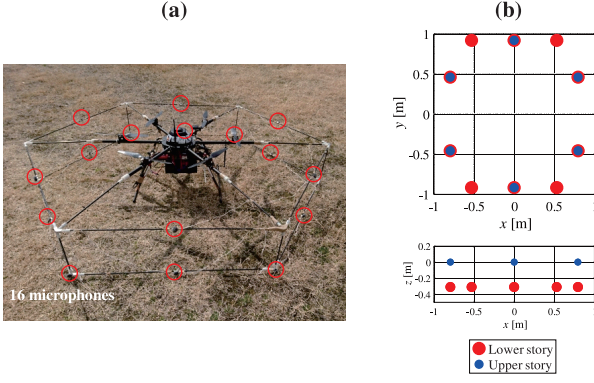 (a)
(b)
16 microphones
1
0.5
0
-0.5
-1
y [m]
-1 -0.5 0 0.5 1
x [m]
0.2
0
-0.2
-0.4
z [m]
-1 -0.5 0 0.5 1
x [m]
Lower story
Upper story